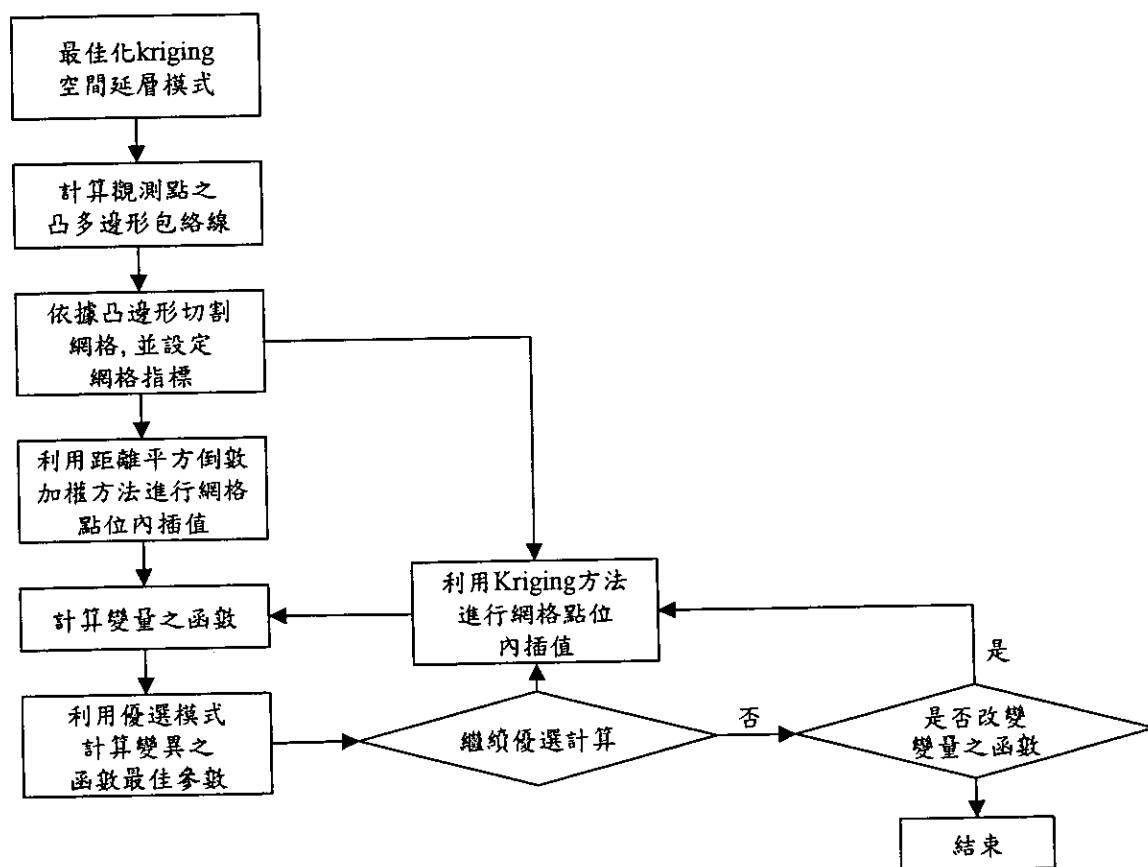 最佳化kriging
空間延層模式
計算觀測點之
凸多邊形包絡線
依據凸邊形切割
網格, 並設定
網格指標
利用距離平方倒數
加權方法進行網格
點位內插值
計算變量之函數
利用Kriging方法
進行網格點位
內插值
利用優選模式
計算變異之
函數最佳參數
繼續優選計算
否
是
是否改變
變量之函數
結束